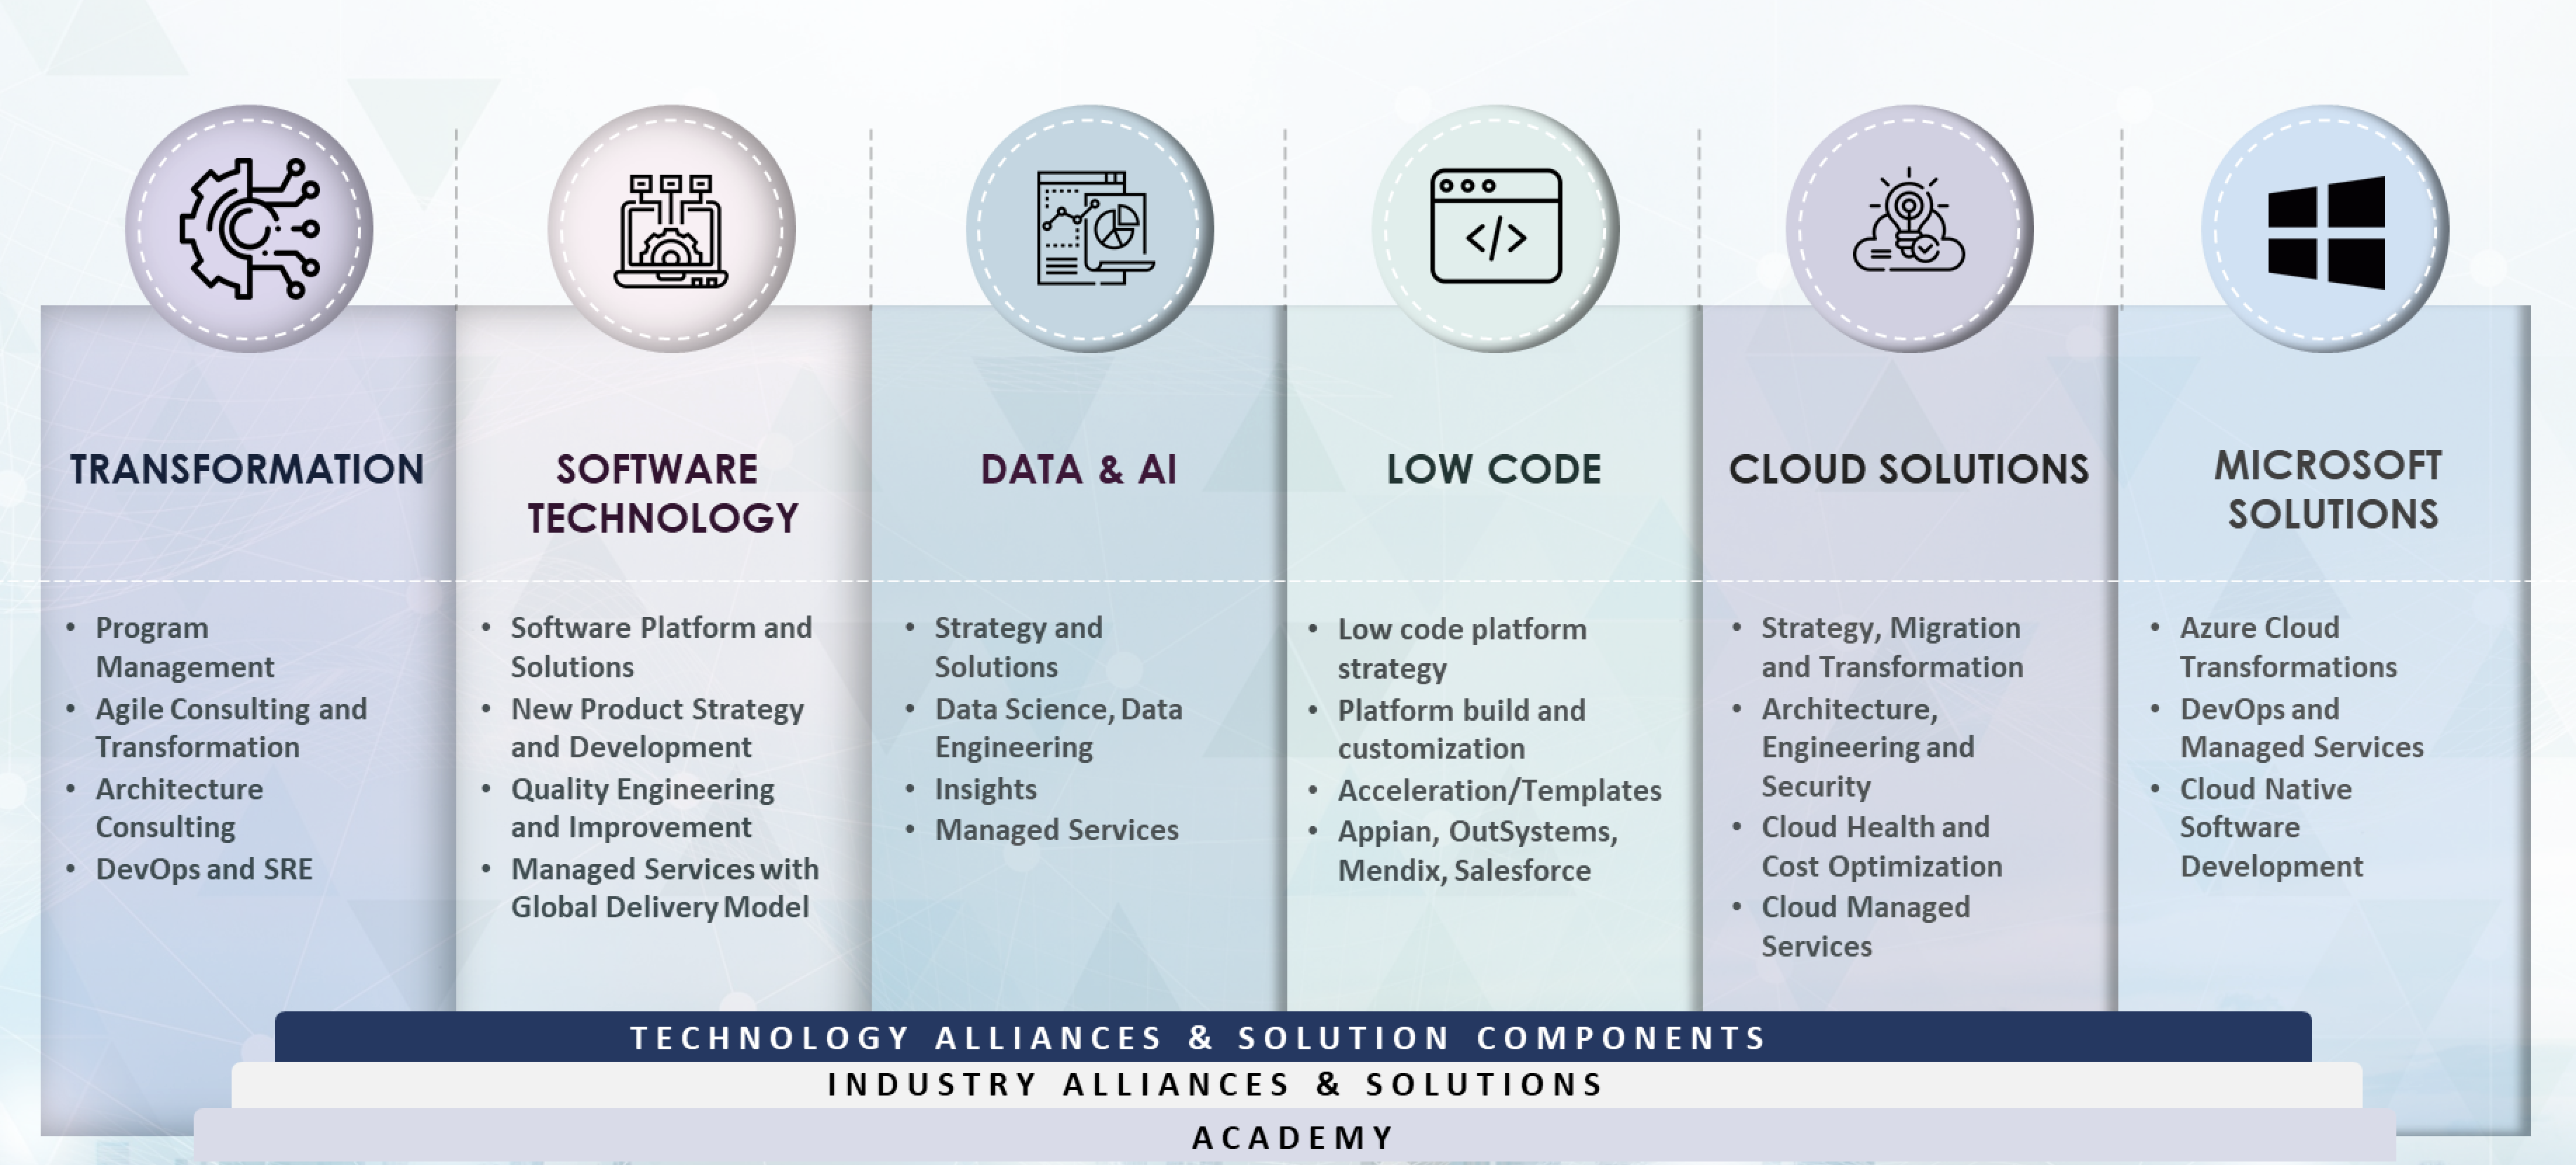 TRANSFORMATION
• Program
Management
• Agile Consulting and
Transformation
• Architecture
Consulting
• DevOps and SRE
SOFTWARE
TECHNOLOGY
• Software Platform and
Solutions
• New Product Strategy
and Development
• Quality Engineering
and Improvement
• Managed Services with
Global Delivery Model
DATA & AI
• Strategy and
Solutions
• Data Science, Data
Engineering
• Insights
• Managed Services
LOW CODE
• Low code platform
strategy
• Platform build and
customization
• Acceleration/Templates
• Appian, OutSystems,
Mendix, Salesforce
CLOUD SOLUTIONS
• Strategy, Migration
and Transformation
• Architecture,
Engineering and
Security
• Cloud Health and
Cost Optimization
• Cloud Managed
Services
MICROSOFT
SOLUTIONS
• Azure Cloud
Transformations
• DevOps and
Managed Services
• Cloud Native
Software
Development
TECHNOLOGY ALLIANCES & SOLUTION COMPONENTS
INDUSTRY ALLIANCES & SOLUTIONS
ACADEMY